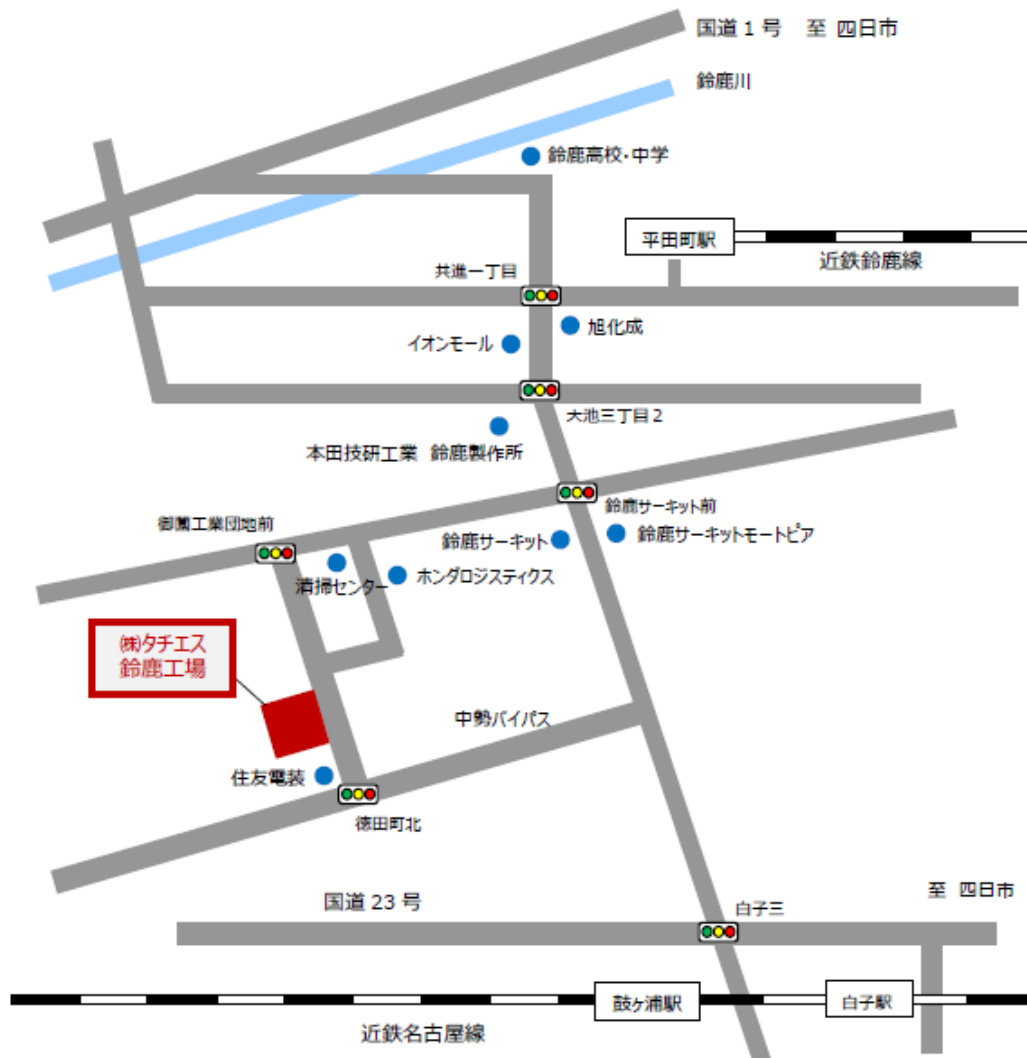 国道1号　至 四日市
鈴鹿川
鈴鹿高校・中学
平田町駅
近鉄鈴鹿線
共進一丁目
旭化成
イオンモール
大池三丁目2
本田技研工業 鈴鹿製作所
鈴鹿サーキット前
御薗工業団地前
鈴鹿サーキット
鈴鹿サーキットモートピア
清掃センター
ホンダロジスティクス
㈱タチエス
鈴鹿工場
中勢バイパス
住友電装
徳田町北
至 四日市
国道23号
白子三
鼓ヶ浦駅
白子駅
近鉄名古屋線